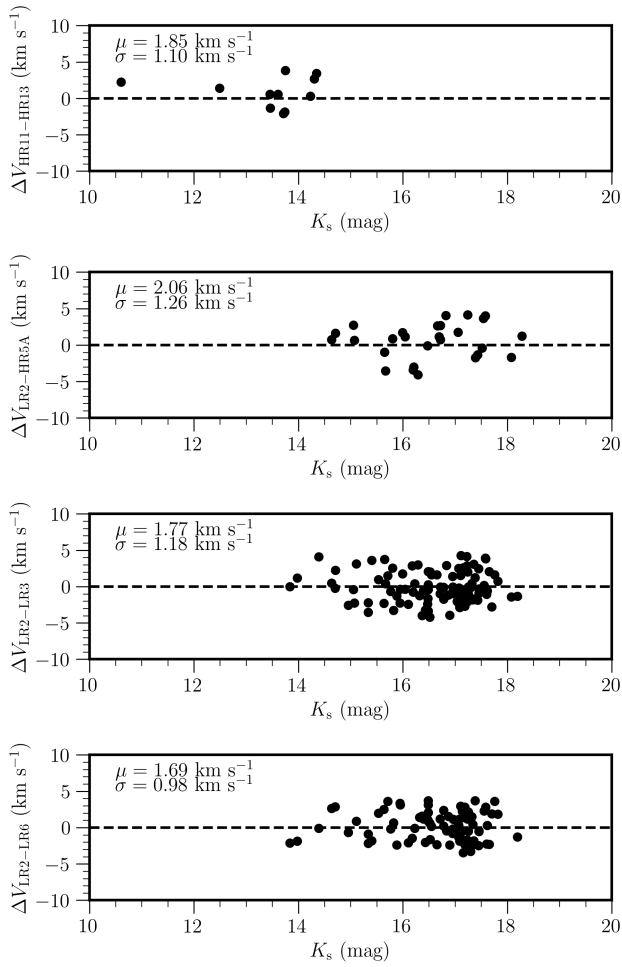 ΔV_HR11−HR13 (km s⁻¹)
10
5
0
−5
−10
μ = 1.85 km s⁻¹
σ = 1.10 km s⁻¹
10 12 14 16 18 20
K_s (mag)
ΔV_LR2−HR5A (km s⁻¹)
10
5
0
−5
−10
μ = 2.06 km s⁻¹
σ = 1.26 km s⁻¹
10 12 14 16 18 20
K_s (mag)
ΔV_LR2−LR3 (km s⁻¹)
10
5
0
−5
−10
μ = 1.77 km s⁻¹
σ = 1.18 km s⁻¹
10 12 14 16 18 20
K_s (mag)
ΔV_LR2−LR6 (km s⁻¹)
10
5
0
−5
−10
μ = 1.69 km s⁻¹
σ = 0.98 km s⁻¹
10 12 14 16 18 20
K_s (mag)